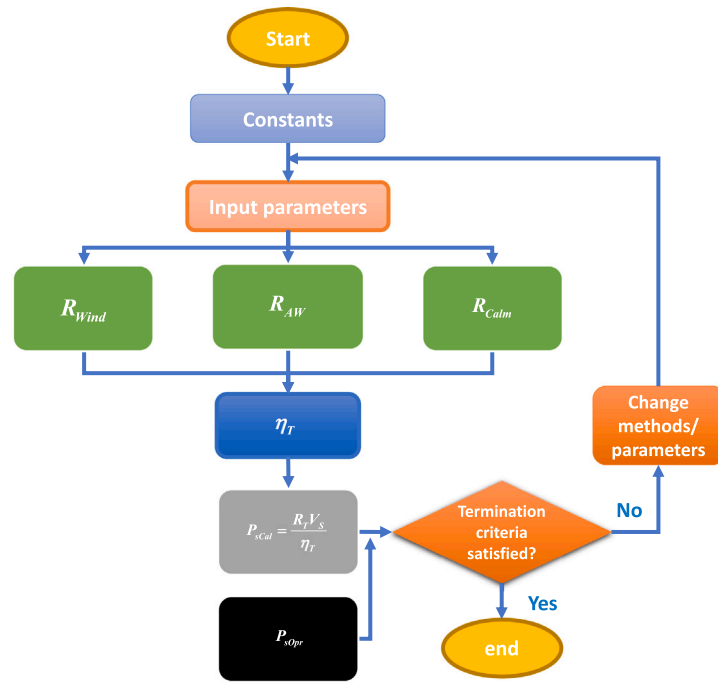 Start
Constants
Input parameters
R_Wind
R_AW
R_Calm
η_T
P_sCal = R_T V_S / η_T
P_sOpr
Termination
criteria
satisfied?
No
Yes
end
Change
methods/
parameters